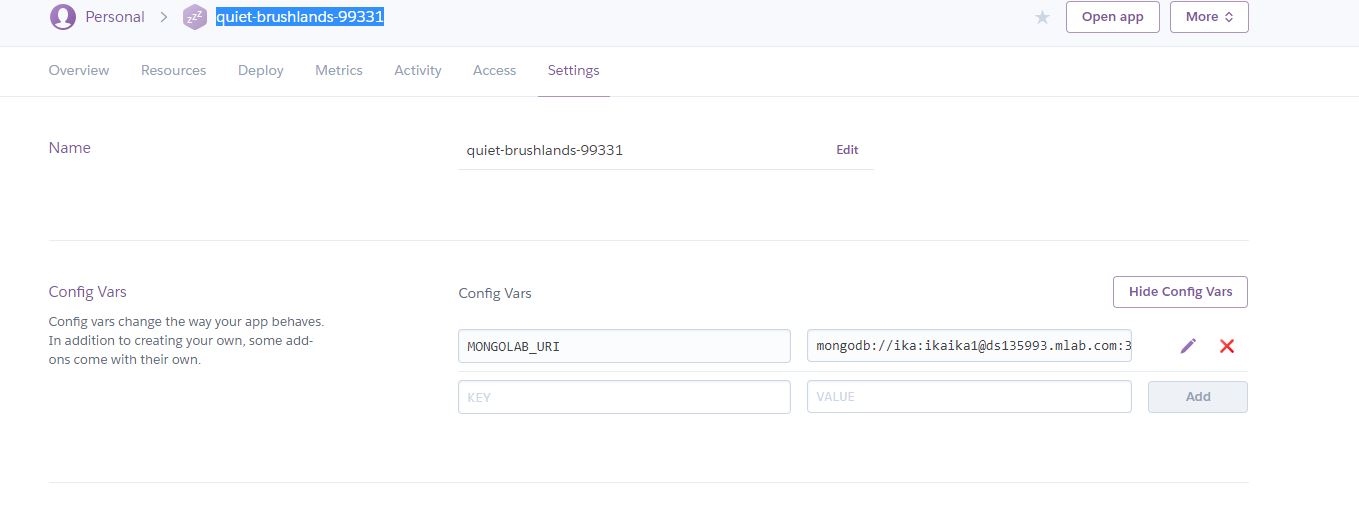 Personal > quiet-brushlands-99331 Open app More
Overview Resources Deploy Metrics Activity Access Settings
Name quiet-brushlands-99331 Edit
Config Vars Config Vars Hide Config Vars
Config vars change the way your app behaves.
In addition to creating your own, some add-
ons come with their own.
MONGOLAB_URI mongodb://ika:ikaika1@ds135993.mlab.com:3
KEY VALUE Add